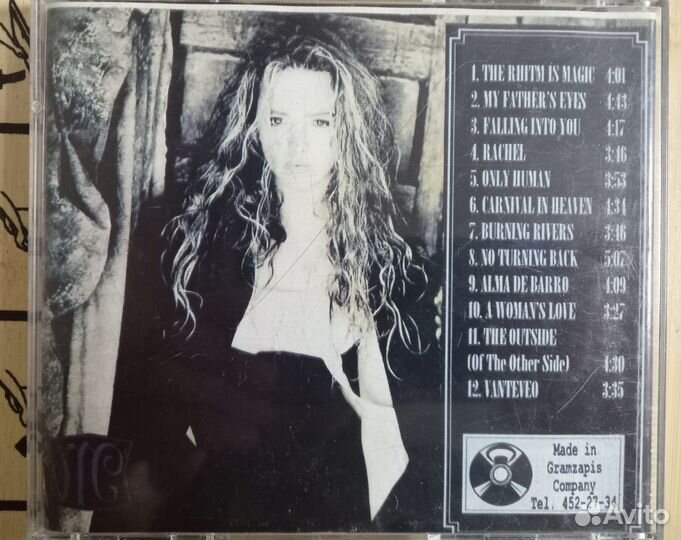 1. THE RHITM IS MAGIC 4:01
2. MY FATHER'S EYES 4:43
3. FALLING INTO YOU 4:17
4. RACHEL 3:46
5. ONLY HUMAN 3:53
6. CARNIVAL IN HEAVEN 4:34
7. BURNING RIVERS 3:46
8. NO TURNING BACK 5:07
9. ALMA DE BARRO 4:09
10. A WOMAN'S LOVE 3:27
11. THE OUTSIDE
(Of The Other Side) 4:30
12. VANTEVEO 3:35
Made in
Gramzapis
Company
Tel. 452-27-34
Avito